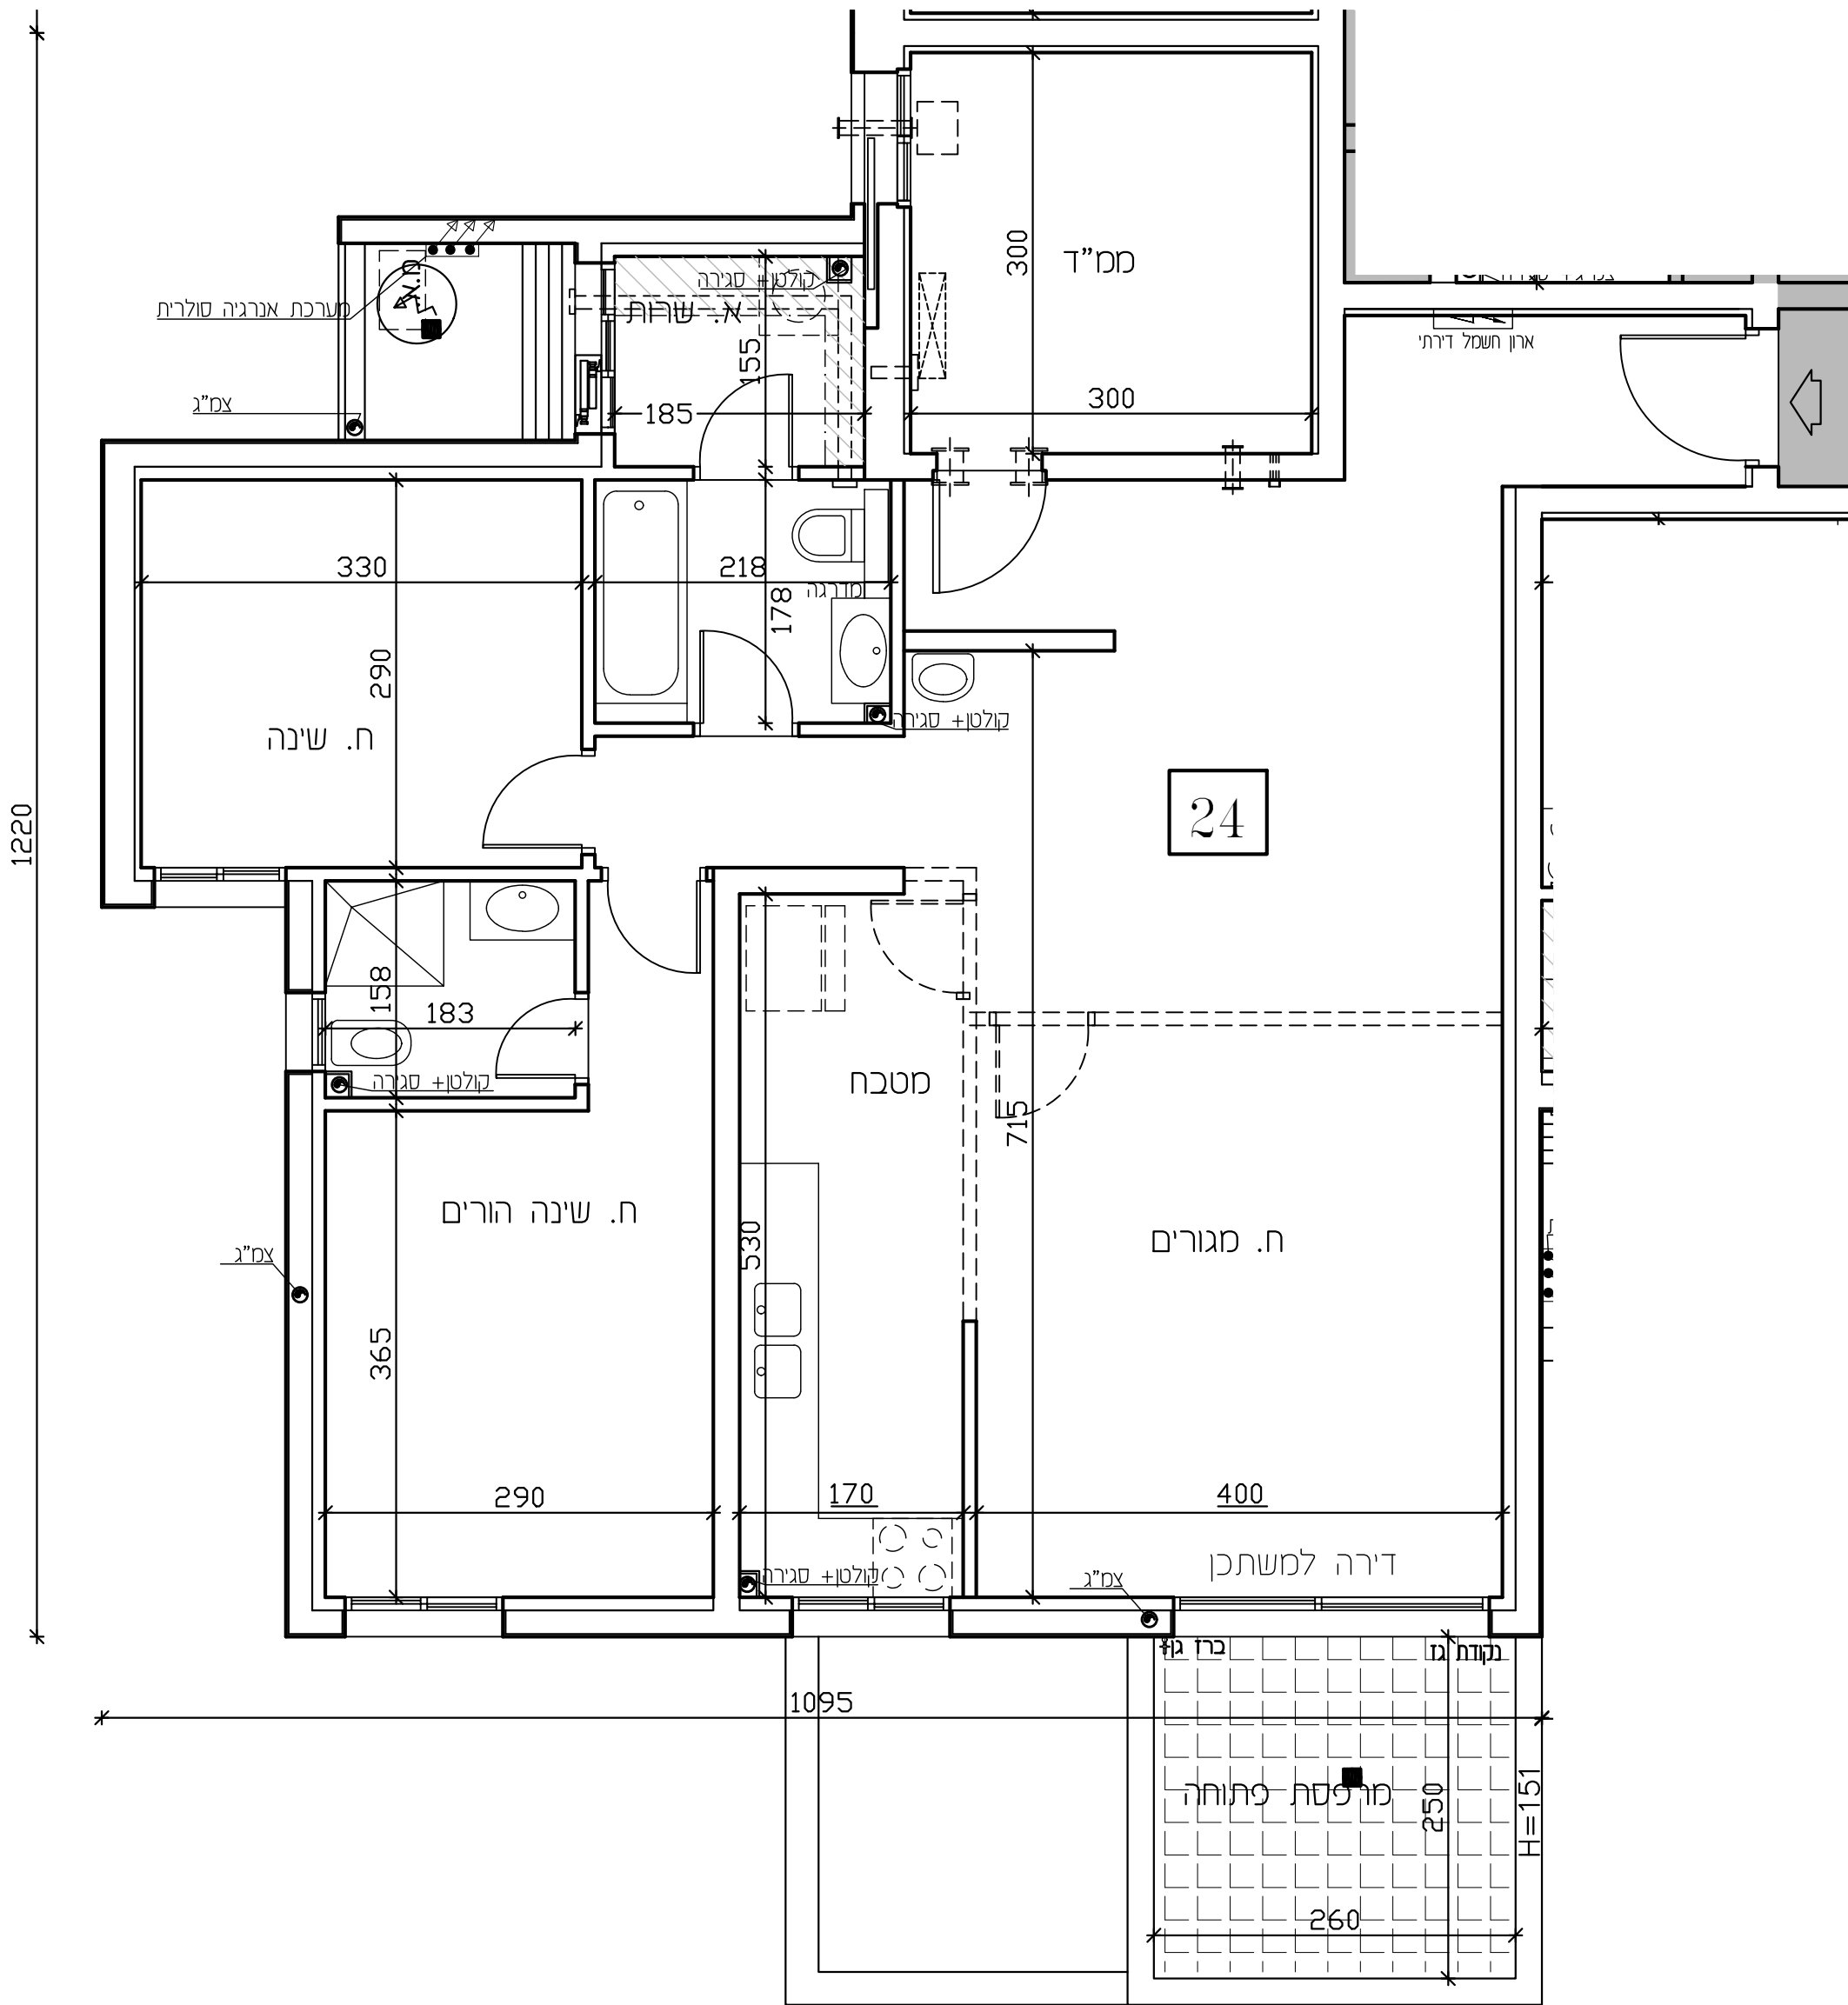 300
ממ"ד
קולטן+ סגירה
א. שרות
מ.א.
מערכת אנרגיה סולרית
ארון חשמל דירתי
155
צמ"ג
185
300
330
218
מדרגה
178
290
קולטן+ סגירה
ח. שינה
24
1220
158
183
קולטן+ סגירה
מטבח
715
ח. שינה הורים
ח. מגורים
530
צמ"ג
365
290
170
400
דירה למשתכן
קולטן+ סגירה
צמ"ג
ברז גן+
נקודת גז
1095
מרפסת פתוחה
250
H=151
260